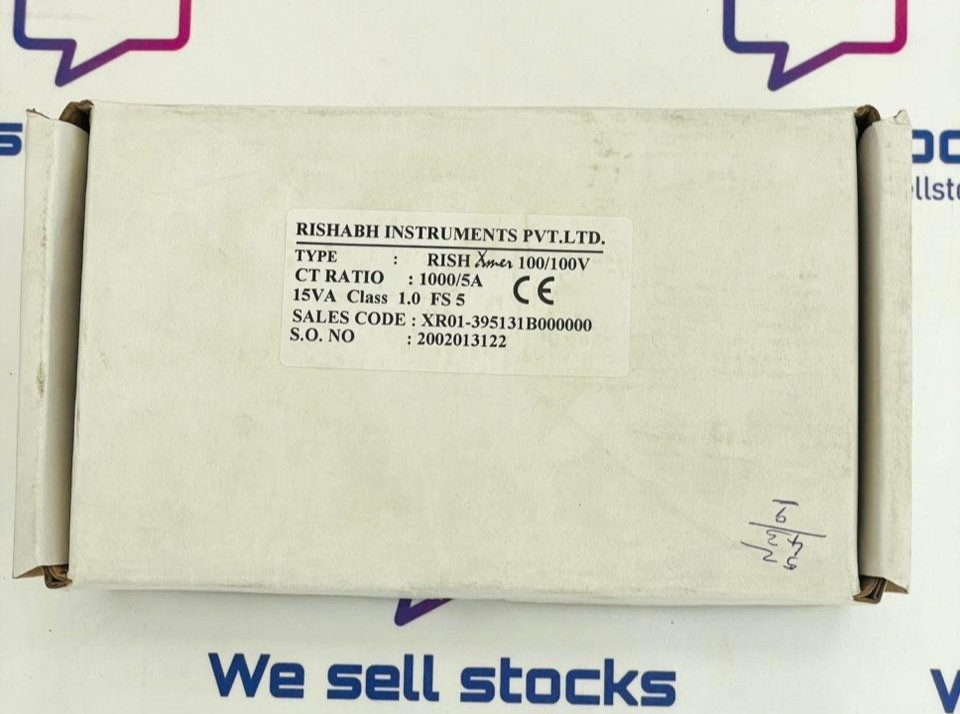 RISHABH INSTRUMENTS PVT.LTD.
TYPE : RISH Xmer 100/100V
CT RATIO : 1000/5A CE
15VA Class 1.0 FS 5
SALES CODE : XR01-395131B000000
S.O. NO : 2002013122
We sell stocks